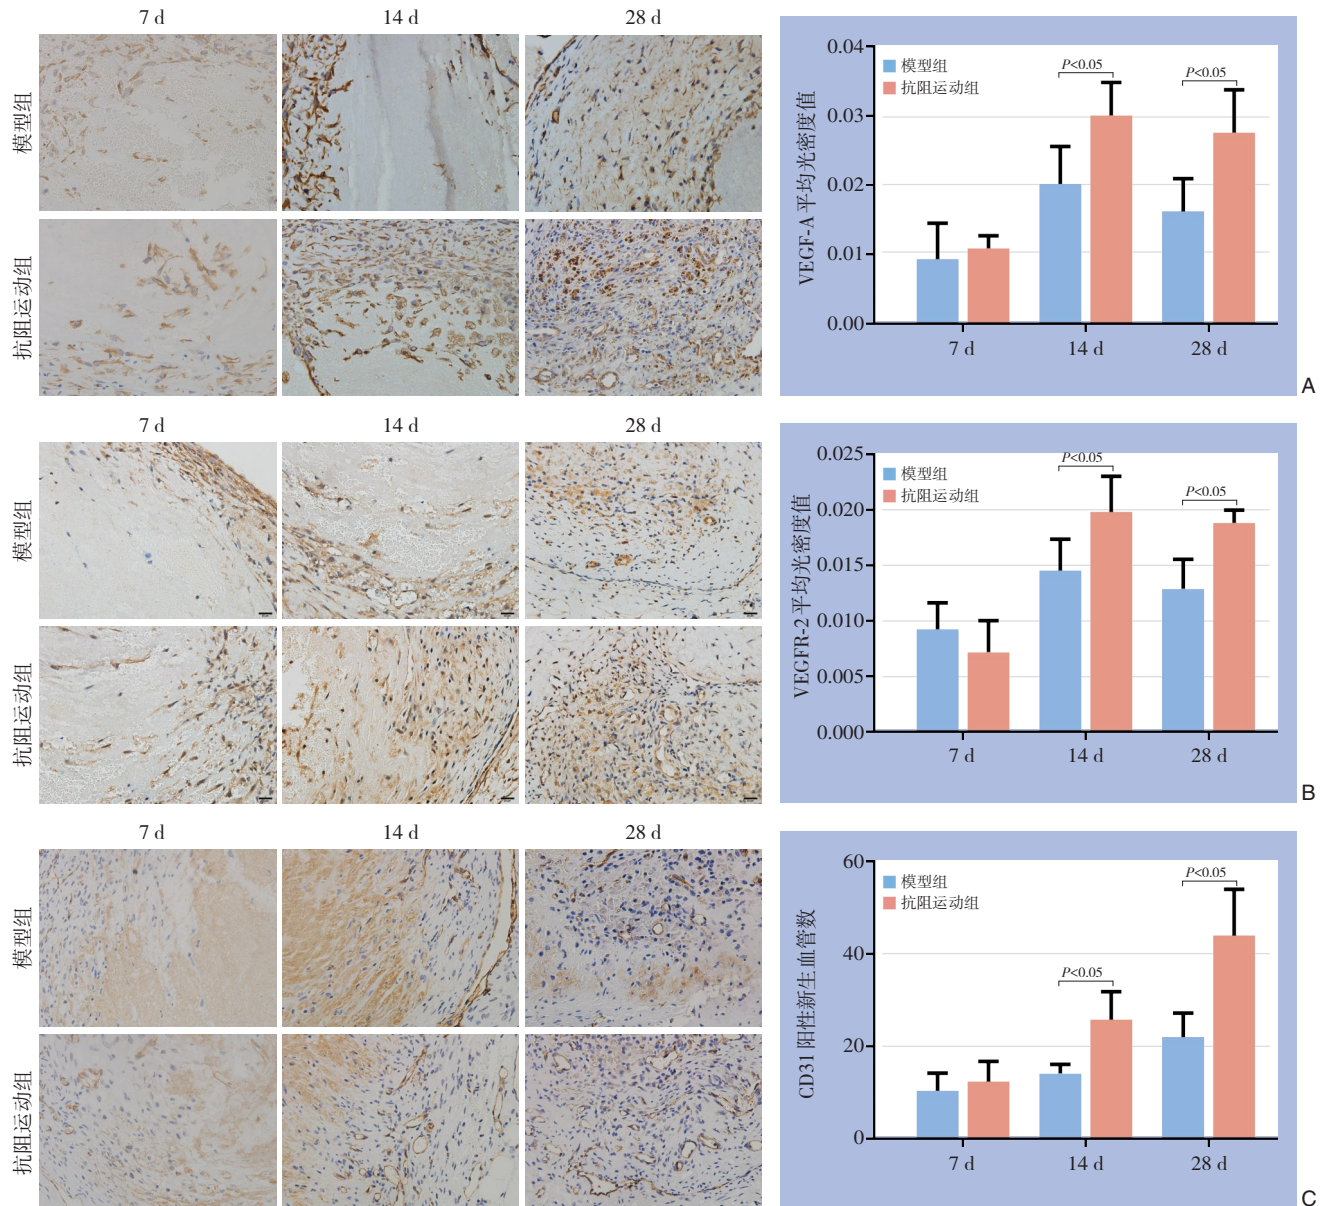 7 d 14 d 28 d
模型组
抗阻运动组
VEGF-A 平均光密度值
0.04
0.03
0.02
0.01
0.00
模型组
抗阻运动组
P<0.05
P<0.05
7 d 14 d 28 d
A
7 d 14 d 28 d
模型组
抗阻运动组
VEGFR-2 平均光密度值
0.025
0.020
0.015
0.010
0.005
0.000
模型组
抗阻运动组
P<0.05
P<0.05
7 d 14 d 28 d
B
7 d 14 d 28 d
模型组
抗阻运动组
CD31 阳性新生血管数
60
40
20
0
模型组
抗阻运动组
P<0.05
P<0.05
7 d 14 d 28 d
C